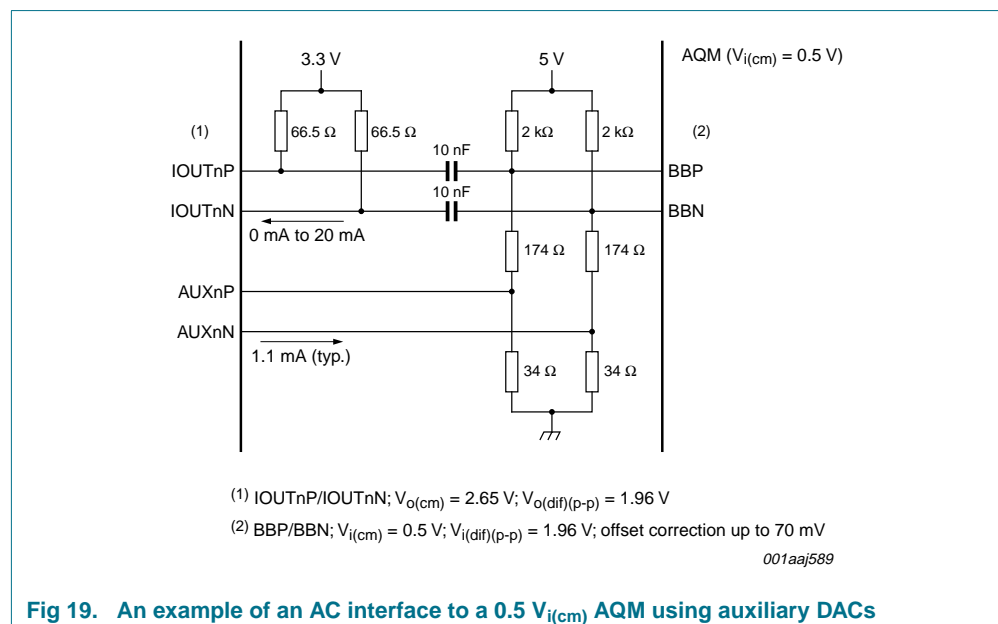 AQM (Vi(cm) = 0.5 V)
3.3 V
5 V
(1)
66.5 Ω
66.5 Ω
2 kΩ
2 kΩ
(2)
10 nF
IOUTnP
BBP
10 nF
IOUTnN
BBN
0 mA to 20 mA
174 Ω
174 Ω
AUXnP
AUXnN
1.1 mA (typ.)
34 Ω
34 Ω
(1) IOUTnP/IOUTnN; Vo(cm) = 2.65 V; Vo(dif)(p-p) = 1.96 V
(2) BBP/BBN; Vi(cm) = 0.5 V; Vi(dif)(p-p) = 1.96 V; offset correction up to 70 mV
001aaj589
Fig 19. An example of an AC interface to a 0.5 Vi(cm) AQM using auxiliary DACs